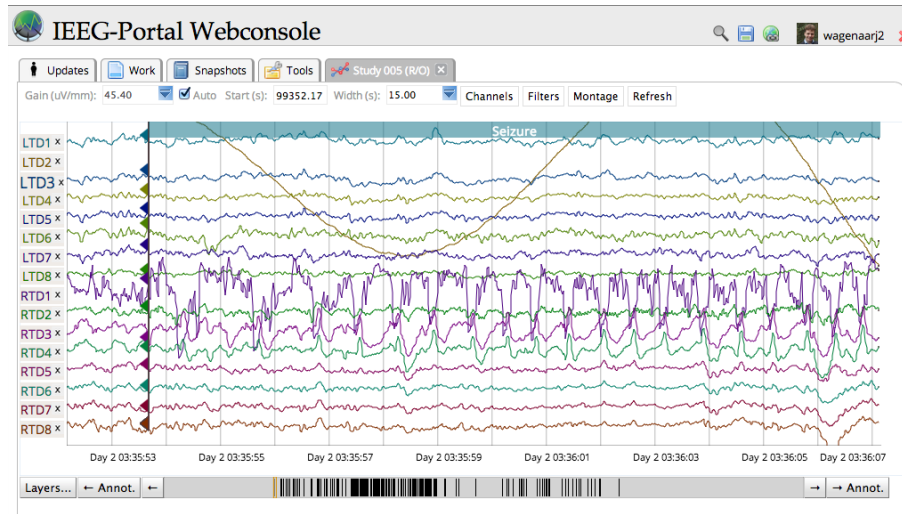 IEEG-Portal Webconsole
wagenaarj2
Updates Work Snapshots Tools Study 005 (R/O)
Gain (uV/mm): 45.40 Auto Start (s): 99352.17 Width (s): 15.00 Channels Filters Montage Refresh
Seizure
LTD1 x
LTD2 x
LTD3 x
LTD4 x
LTD5 x
LTD6 x
LTD7 x
LTD8 x
RTD1 x
RTD2 x
RTD3 x
RTD4 x
RTD5 x
RTD6 x
RTD7 x
RTD8 x
Day 2 03:35:53 Day 2 03:35:55 Day 2 03:35:57 Day 2 03:35:59 Day 2 03:36:01 Day 2 03:36:03 Day 2 03:36:05 Day 2 03:36:07
Layers... ← Annot. ← → → Annot.